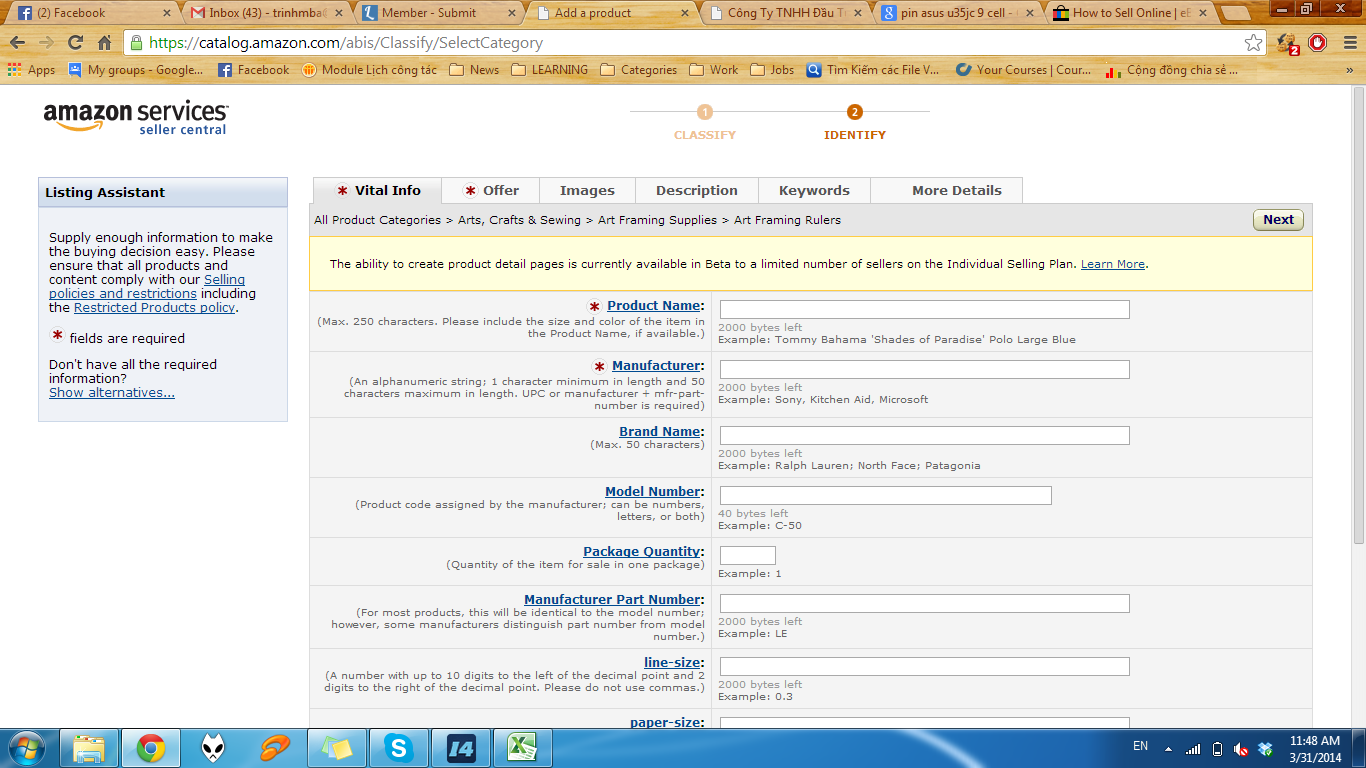 (2) Facebook
Inbox (43) - trinhmba@
Member - Submit
Add a product
Công Ty TNHH Đầu T
pin asus u35jc 9 cell -
How to Sell Online | eB
https://catalog.amazon.com/abis/Classify/SelectCategory
2
Apps
My groups - Google...
Facebook
Module Lịch công tác
News
LEARNING
Categories
Work
Jobs
Tìm Kiếm các File V...
Your Courses | Cour...
Cộng đồng chia sẻ ...
»
amazon services
seller central
1
CLASSIFY
2
IDENTIFY
Listing Assistant
Supply enough information to make
the buying decision easy. Please
ensure that all products and
content comply with our Selling
policies and restrictions including
the Restricted Products policy.
* fields are required
Don't have all the required
information?
Show alternatives...
* Vital Info
* Offer
Images
Description
Keywords
More Details
All Product Categories > Arts, Crafts & Sewing > Art Framing Supplies > Art Framing Rulers
Next
The ability to create product detail pages is currently available in Beta to a limited number of sellers on the Individual Selling Plan. Learn More.
* Product Name:
(Max. 250 characters. Please include the size and color of the item in
the Product Name, if available.)
2000 bytes left
Example: Tommy Bahama 'Shades of Paradise' Polo Large Blue
* Manufacturer:
(An alphanumeric string; 1 character minimum in length and 50
characters maximum in length. UPC or manufacturer + mfr-part-
number is required)
2000 bytes left
Example: Sony, Kitchen Aid, Microsoft
Brand Name:
(Max. 50 characters)
2000 bytes left
Example: Ralph Lauren; North Face; Patagonia
Model Number:
(Product code assigned by the manufacturer; can be numbers,
letters, or both)
40 bytes left
Example: C-50
Package Quantity:
(Quantity of the item for sale in one package)
Example: 1
Manufacturer Part Number:
(For most products, this will be identical to the model number;
however, some manufacturers distinguish part number from model
number.)
2000 bytes left
Example: LE
line-size:
(A number with up to 10 digits to the left of the decimal point and 2
digits to the right of the decimal point. Please do not use commas.)
2000 bytes left
Example: 0.3
paper-size:
EN
11:48 AM
3/31/2014